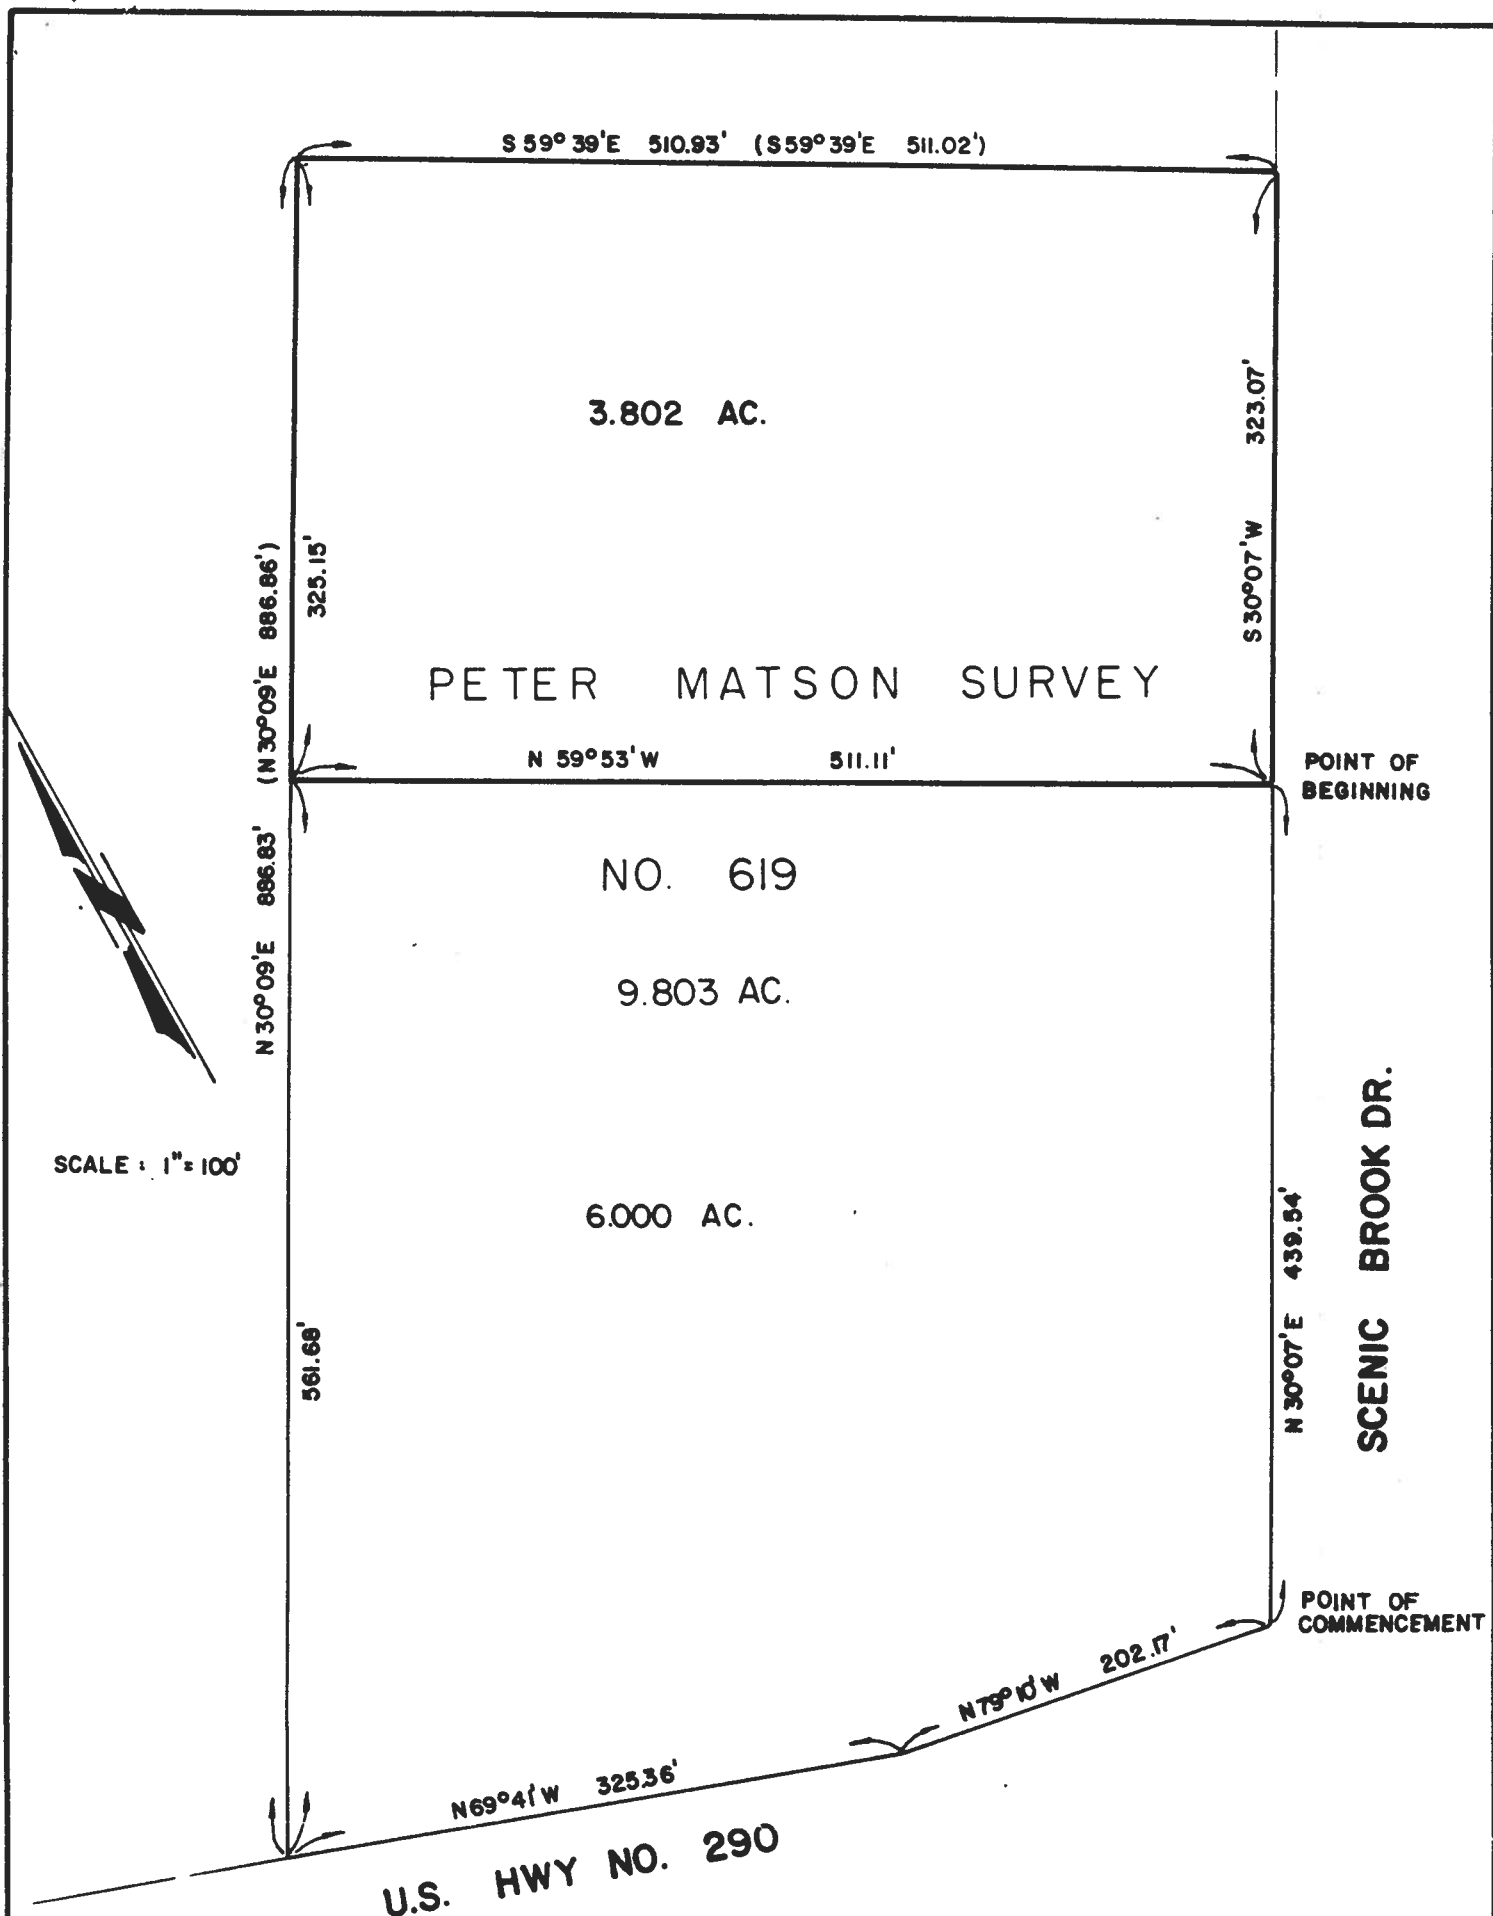 S 59° 39' E 510.93' (S 59° 39' E 511.02')
3.802 AC.
323.07'
S 30° 07' W
325.15'
(N 30° 09' E 886.86')
PETER MATSON SURVEY
N 59° 53' W 511.11'
POINT OF
BEGINNING
N 30° 09' E 886.83'
NO. 619
9.803 AC.
SCALE : 1" = 100'
6.000 AC.
N 30° 07' E 439.54'
SCENIC BROOK DR.
561.68'
POINT OF
COMMENCEMENT
N 79° 10' W 202.17'
N 69° 41' W 325.36'
U.S. HWY NO. 290